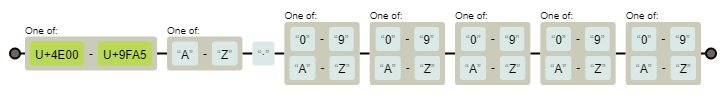 One of: One of: One of: One of: One of:
One of: One of:
“0” - “9” “0” - “9” “0” - “9” “0” - “9” “0” - “9”
U+4E00 - U+9FA5 “A” - “Z” “·”
“A” - “Z” “A” - “Z” “A” - “Z” “A” - “Z” “A” - “Z”